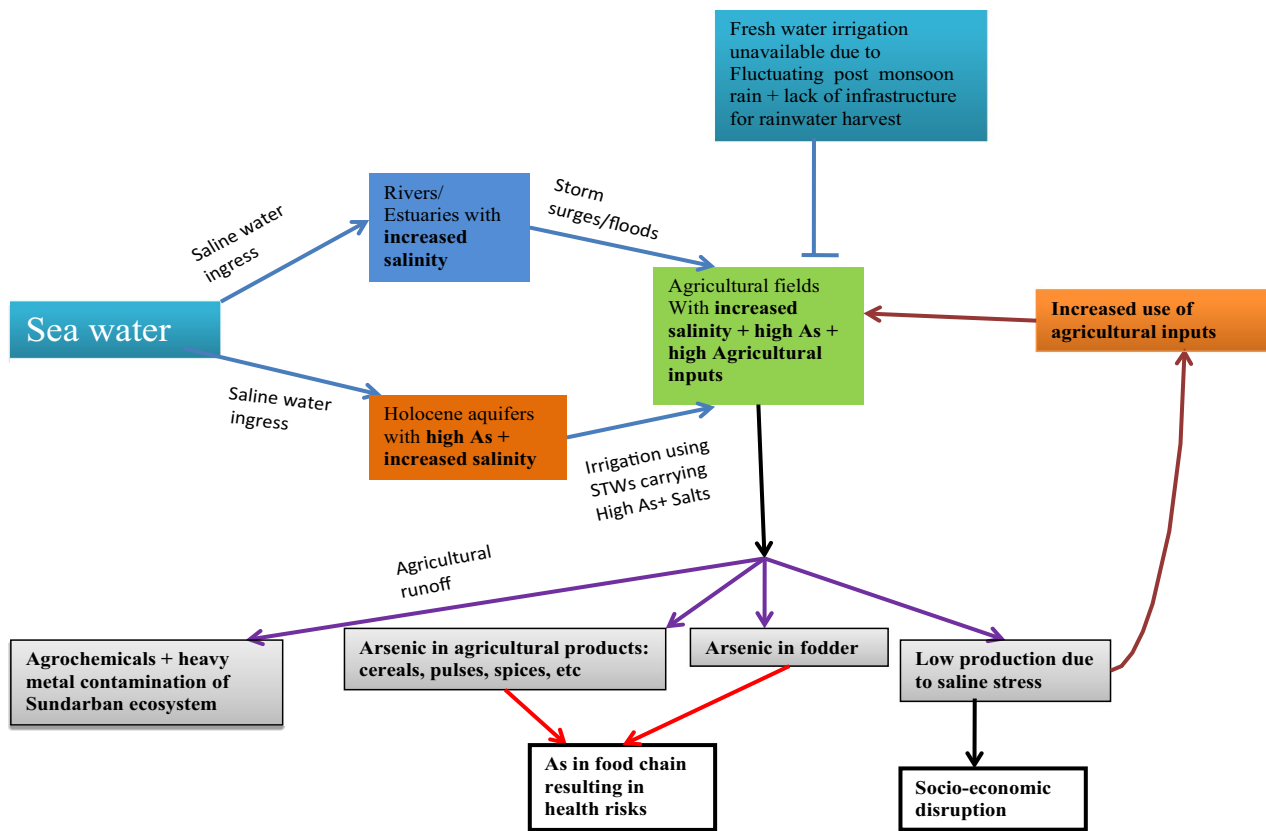 Fresh water irrigation
unavailable due to
Fluctuating post monsoon
rain + lack of infrastructure
for rainwater harvest
Rivers/
Estuaries with
increased
salinity
Storm
surges/floods
Saline water
ingress
Sea water
Agricultural fields
With increased
salinity + high As +
high Agricultural
inputs
Increased use of
agricultural inputs
Saline water
ingress
Holocene aquifers
with high As +
increased salinity
Irrigation using
STWs carrying
High As+ Salts
Agricultural
runoff
Agrochemicals + heavy
metal contamination of
Sundarban ecosystem
Arsenic in agricultural products:
cereals, pulses, spices, etc
Arsenic in fodder
Low production due
to saline stress
As in food chain
resulting in
health risks
Socio-economic
disruption